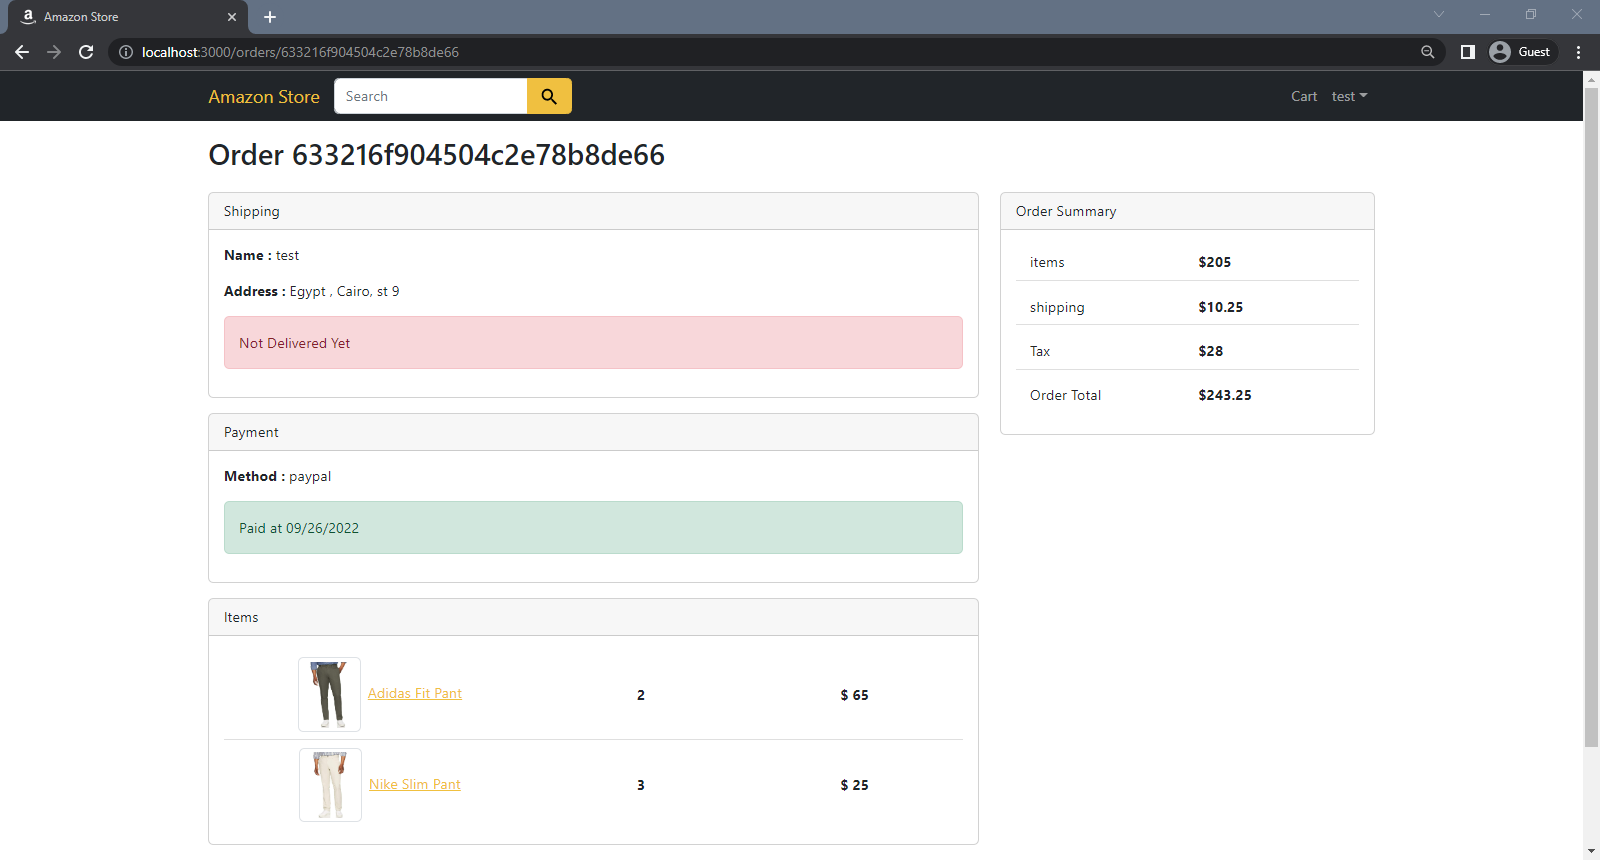 Amazon Store
localhost:3000/orders/633216f904504c2e78b8de66
Guest
Amazon Store
Search
Cart
test
Order 633216f904504c2e78b8de66
Shipping
Name : test
Address : Egypt , Cairo, st 9
Not Delivered Yet
Payment
Method : paypal
Paid at 09/26/2022
Items
Adidas Fit Pant 2 $ 65
Nike Slim Pant 3 $ 25
Order Summary
items $205
shipping $10.25
Tax $28
Order Total $243.25